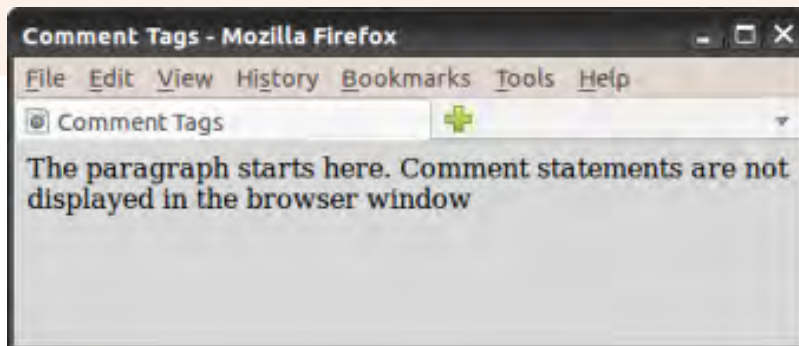 Comment Tags - Mozilla Firefox
File Edit View History Bookmarks Tools Help
Comment Tags
The paragraph starts here. Comment statements are not
displayed in the browser window